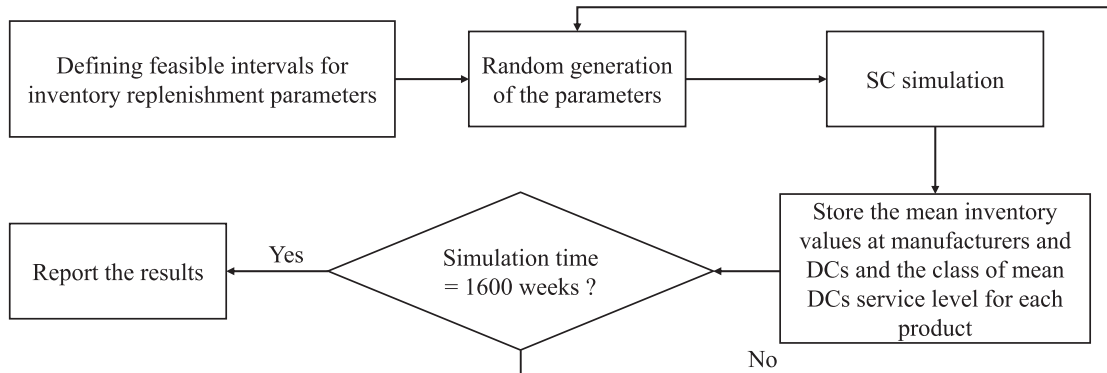 Defining feasible intervals for
inventory replenishment parameters
Random generation
of the parameters
SC simulation
Store the mean inventory
values at manufacturers and
DCs and the class of mean
DCs service level for each
product
Simulation time
= 1600 weeks ?
Yes
Report the results
No